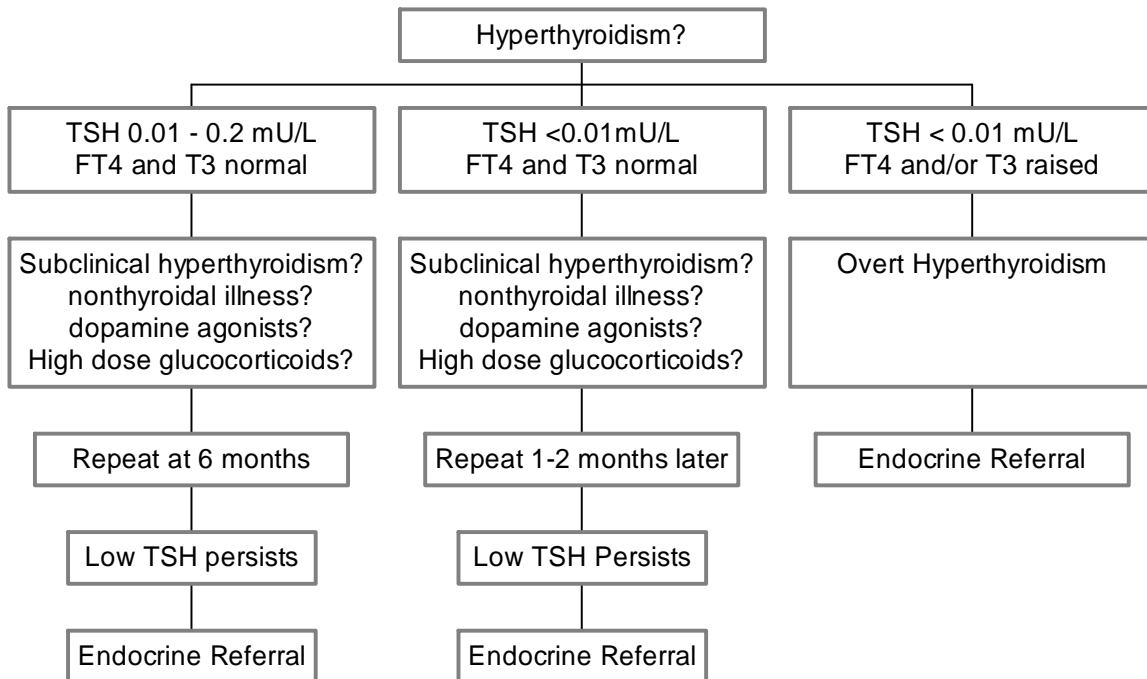 Hyperthyroidism?
TSH 0.01 - 0.2 mU/L
FT4 and T3 normal
TSH <0.01mU/L
FT4 and T3 normal
TSH < 0.01 mU/L
FT4 and/or T3 raised
Subclinical hyperthyroidism?
nonthyroidal illness?
dopamine agonists?
High dose glucocorticoids?
Subclinical hyperthyroidism?
nonthyroidal illness?
dopamine agonists?
High dose glucocorticoids?
Overt Hyperthyroidism
Repeat at 6 months
Repeat 1-2 months later
Endocrine Referral
Low TSH persists
Low TSH Persists
Endocrine Referral
Endocrine Referral